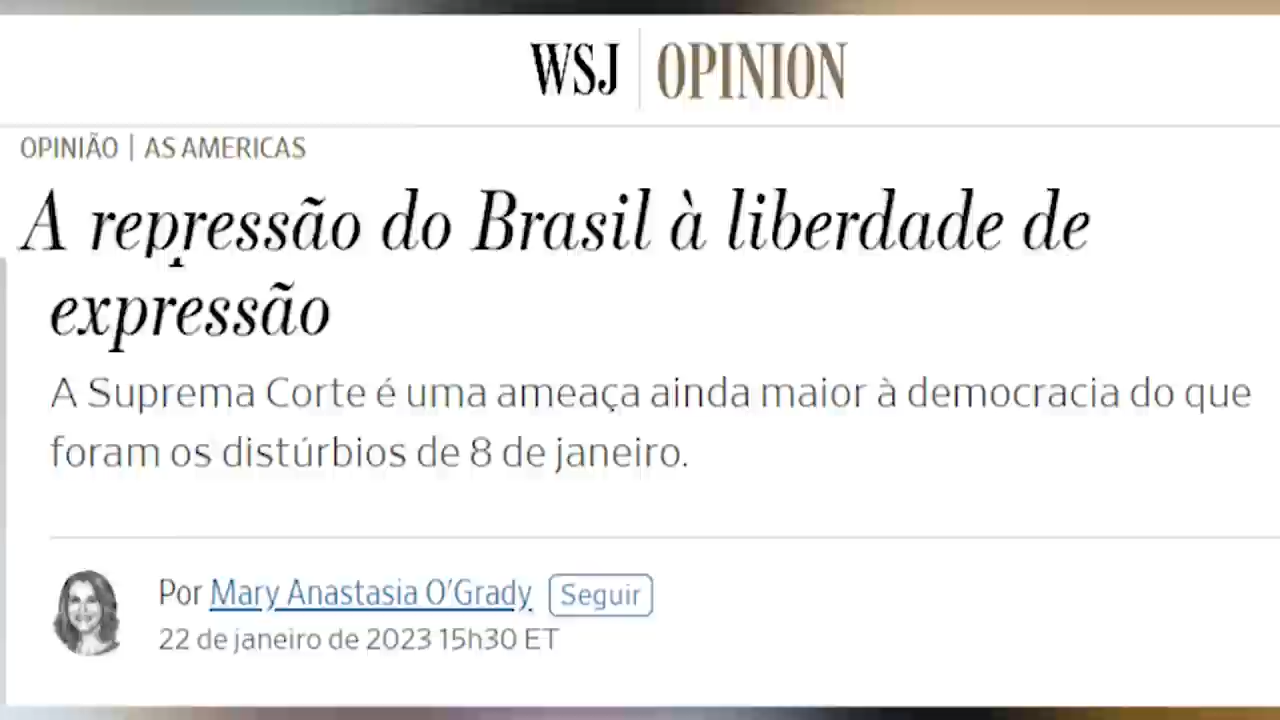 WSJ | OPINION
OPINIÃO | AS AMERICAS
A repressão do Brasil à liberdade de
expressão
A Suprema Corte é uma ameaça ainda maior à democracia do que
foram os distúrbios de 8 de janeiro.
Por Mary Anastasia O'Grady Seguir
22 de janeiro de 2023 15h30 ET